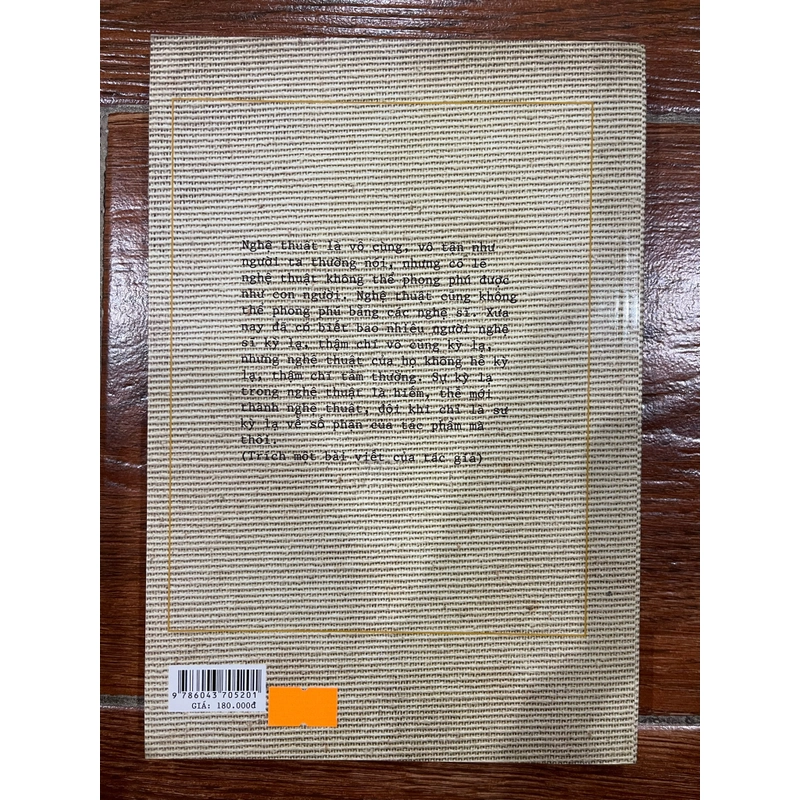 Nghệ thuật là vô cùng, vô tận như
người ta thường nói, nhưng có lẽ
nghệ thuật không thể phong phú được
như con người. Nghệ thuật cũng không
thể phong phú bằng các nghệ sĩ. Xưa
nay đã có biết bao nhiêu người nghệ
sĩ kỳ lạ, thậm chí vô cùng kỳ lạ,
nhưng nghệ thuật của họ không hề kỳ
lạ, thậm chí tầm thường. Sự kỳ lạ
trong nghệ thuật là hiếm, thế mới
thành nghệ thuật, đôi khi chỉ là sự
kỳ lạ về số phận của tác phẩm mà
thôi.
(Trích một bài viết của tác giả)
9 786043 705201
GIÁ: 180.000đ